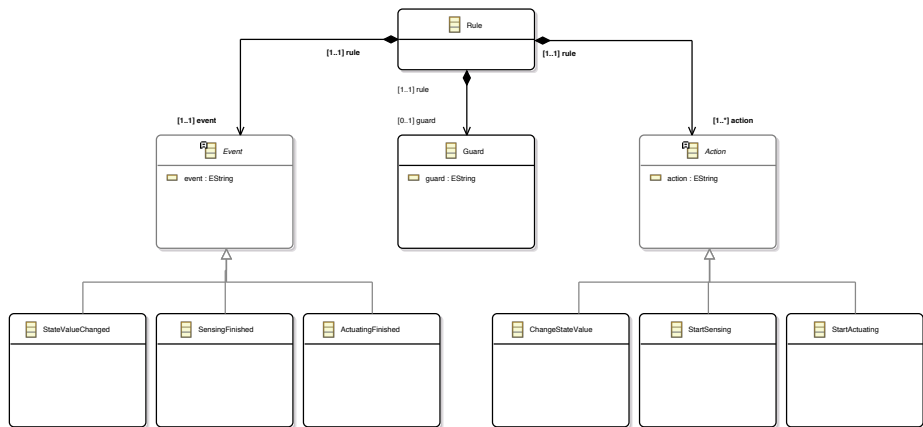 Rule
[1..1] rule
[1..1] rule
[1..1] rule
[1..1] event
[0..1] guard
[1..*] action
Event
event : EString
Guard
guard : EString
Action
action : EString
StateValueChanged
SensingFinished
ActuatingFinished
ChangeStateValue
StartSensing
StartActuating